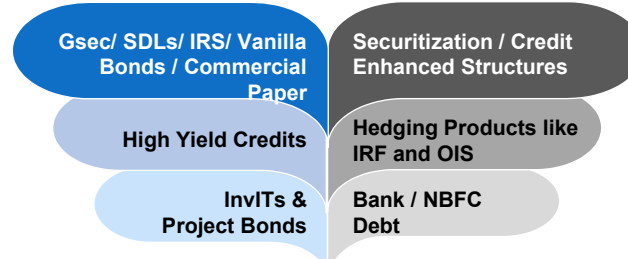 Gsec/ SDLs/ IRS/ Vanilla
Bonds / Commercial
Paper
Securitization / Credit
Enhanced Structures
High Yield Credits
Hedging Products like
IRF and OIS
InvITs &
Project Bonds
Bank / NBFC
Debt